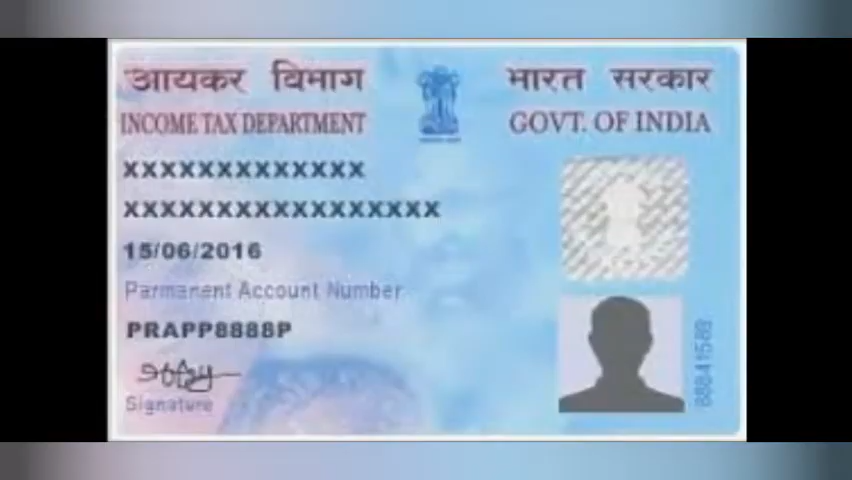 आयकर विभाग
भारत सरकार
INCOME TAX DEPARTMENT
GOVT. OF INDIA
XXXXXXXXXXXXX
XXXXXXXXXXXXXXXXX
15/06/2016
Parmanent Account Number
PRAPP8888P
Signature